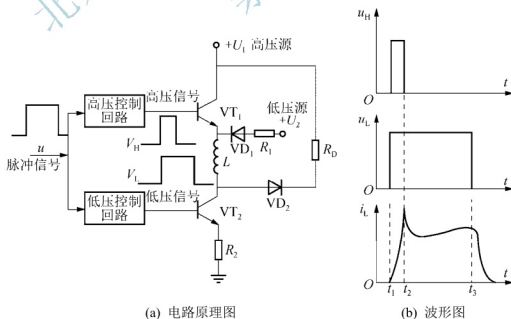 +U₁ 高压源
高压控制
回路
高压信号
VT₁
低压源
+U₂
VD₁
R₁
R_D
V_H
L
u
脉冲信号
V_L
VD₂
低压控制
回路
低压信号
VT₂
R₂
(a) 电路原理图
u_H
O
t
u_L
O
t
i_L
O
t₁
t₂
t₃
t
(b) 波形图